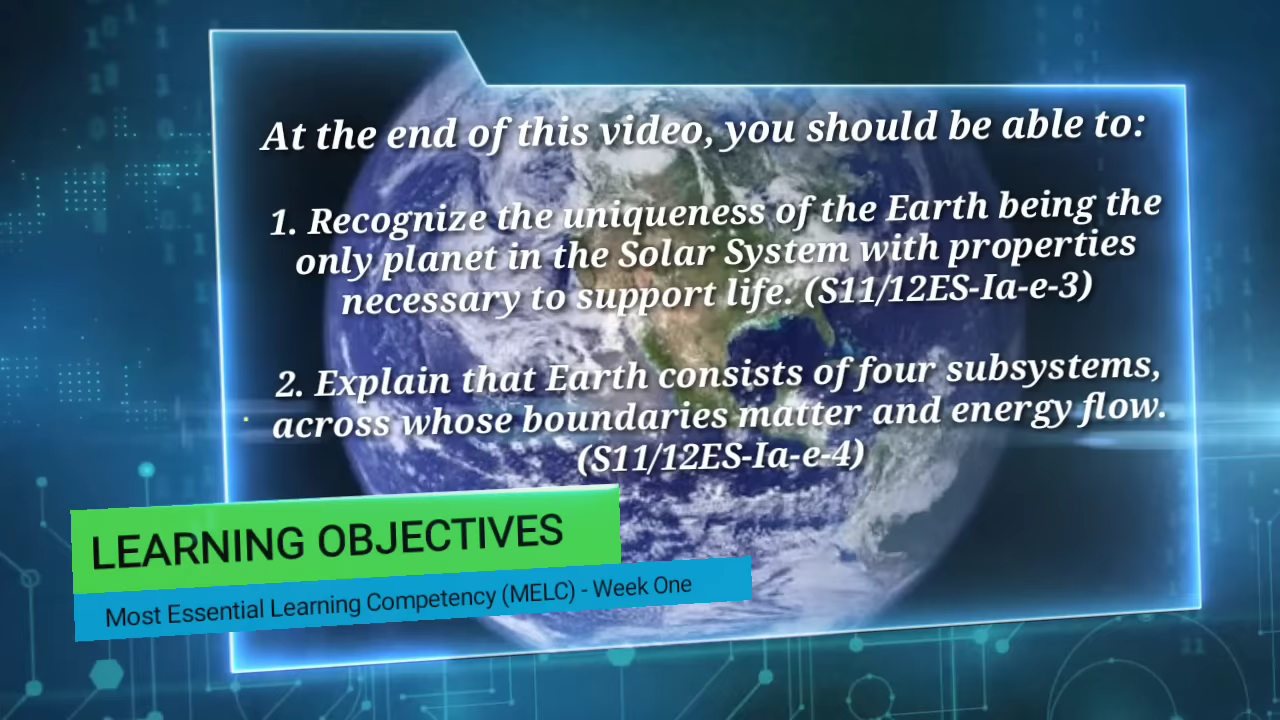 At the end of this video, you should be able to:
1. Recognize the uniqueness of the Earth being the
only planet in the Solar System with properties
necessary to support life. (S11/12ES-Ia-e-3)
2. Explain that Earth consists of four subsystems,
across whose boundaries matter and energy flow.
(S11/12ES-Ia-e-4)
LEARNING OBJECTIVES
Most Essential Learning Competency (MELC) - Week One